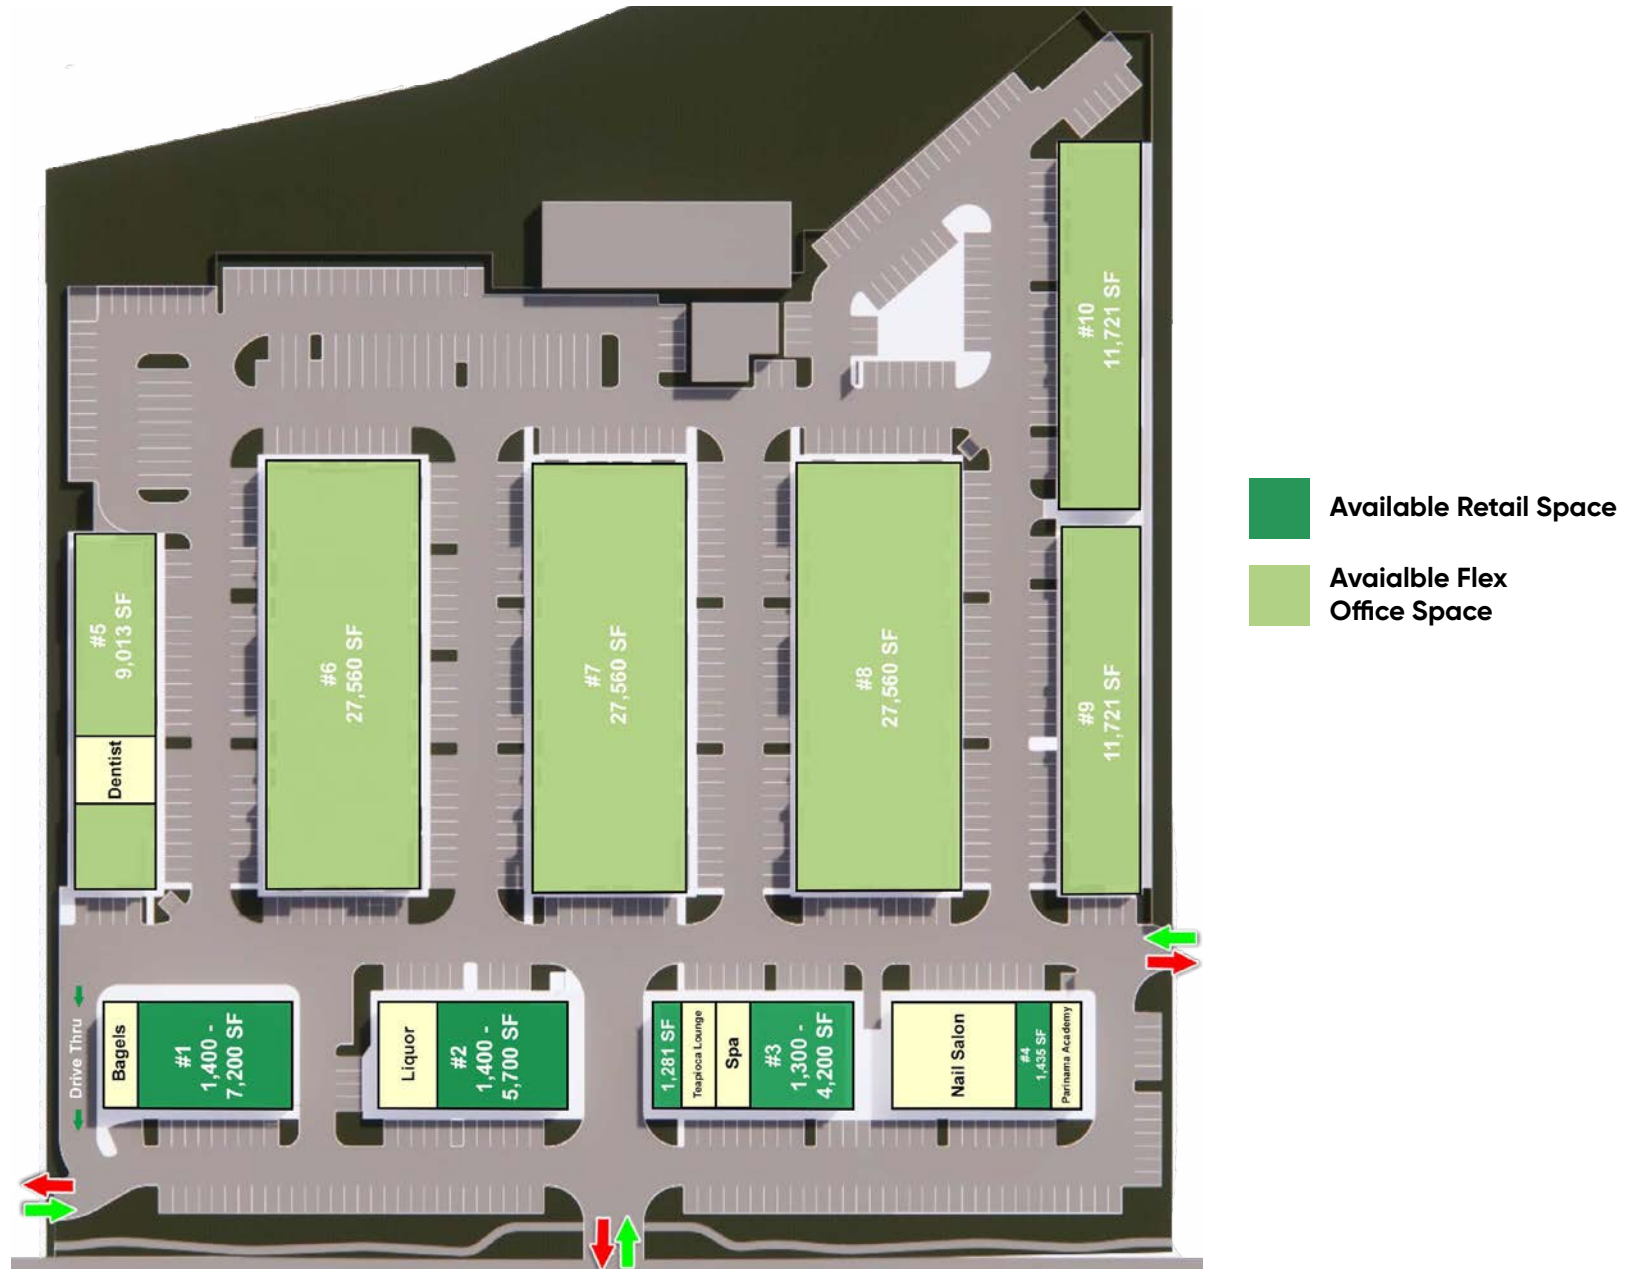 #10
11,721 SF
Available Retail Space
Avaialble Flex
Office Space
#5
9,013 SF
#6
27,560 SF
#7
27,560 SF
#8
27,560 SF
#9
11,721 SF
Dentist
Drive Thru
Bagels
#1
1,400 -
7,200 SF
Liquor
#2
1,400 -
5,700 SF
1,281 SF
Teapioca Lounge
Spa
#3
1,300 -
4,200 SF
Nail Salon
#4
1,435 SF
Parinama Academy